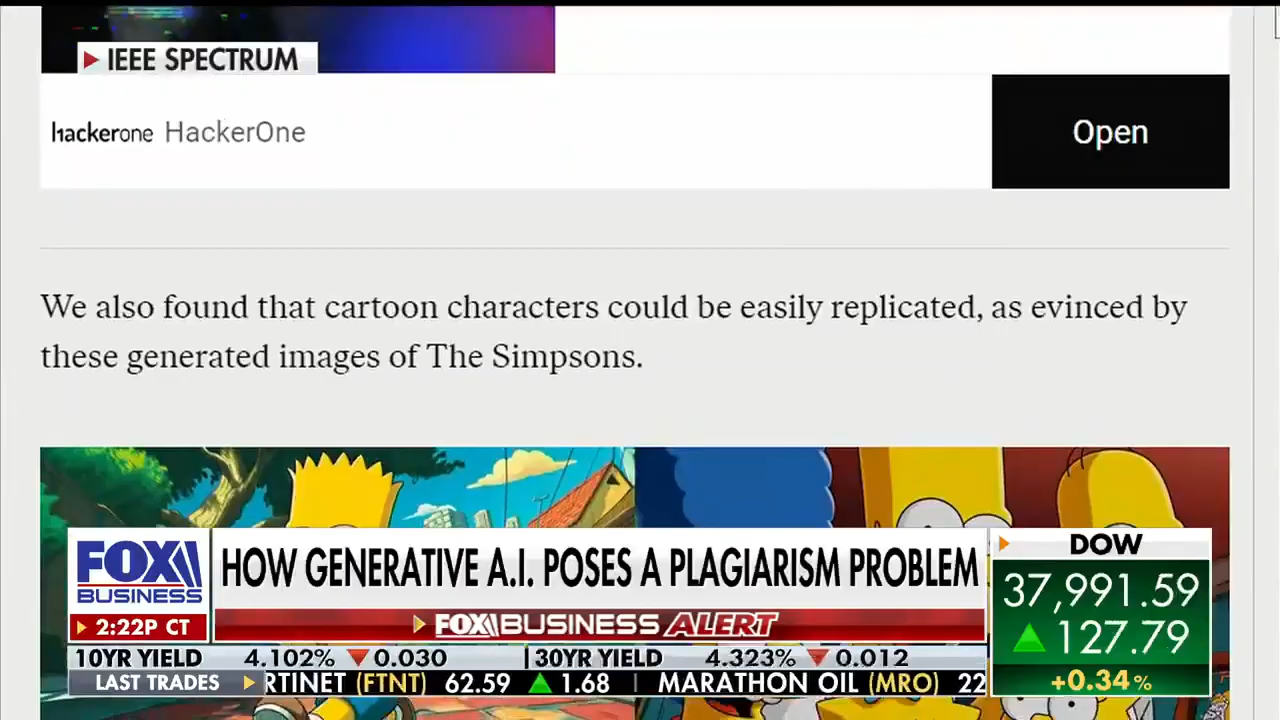 IEEE SPECTRUM
hackerone HackerOne
Open
We also found that cartoon characters could be easily replicated, as evinced by
these generated images of The Simpsons.
FOX
BUSINESS
2:22P CT
HOW GENERATIVE A.I. POSES A PLAGIARISM PROBLEM
FOX BUSINESS ALERT
DOW
37,991.59
127.79
+0.34%
10YR YIELD 4.102% 0.030 30YR YIELD 4.323% 0.012
LAST TRADES RTINET (FTNT) 62.59 1.68 MARATHON OIL (MRO) 22